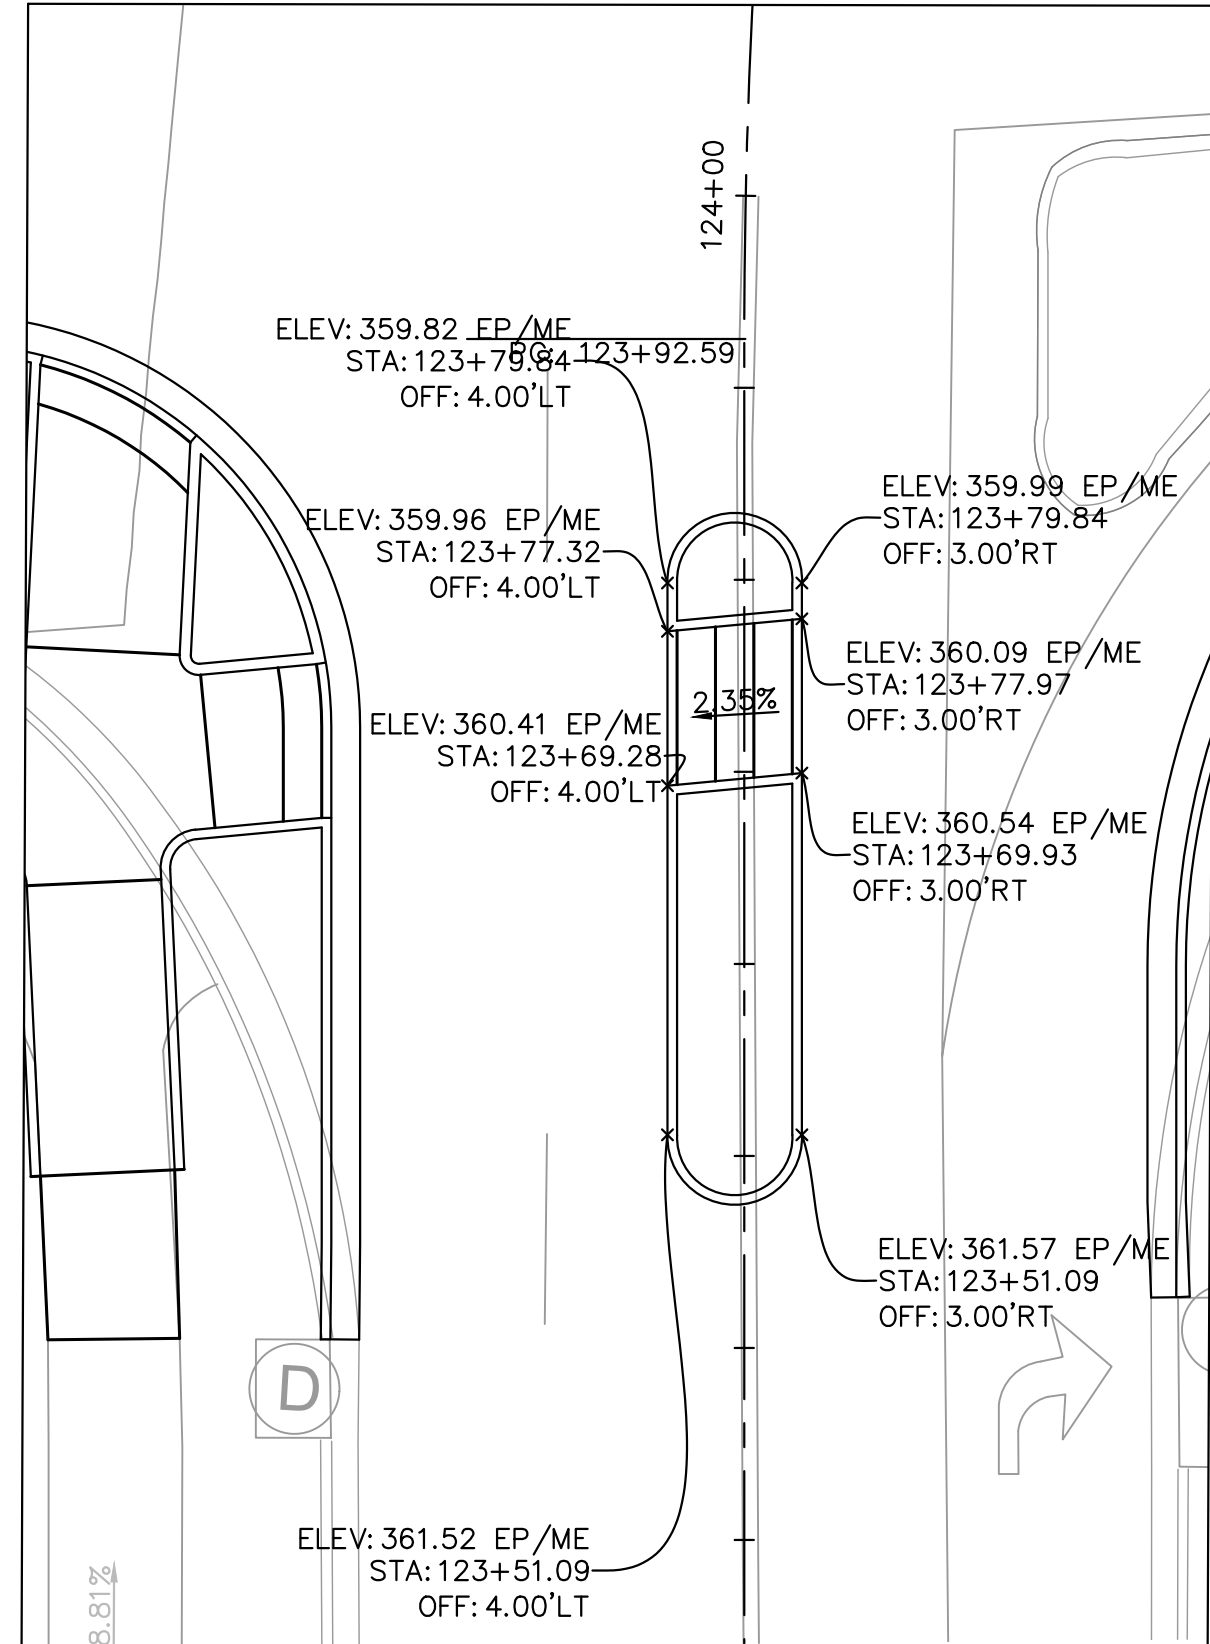 124+00
ELEV: 359.82 EP/ME
STA: 123+79.84
OFF: 4.00'LT
PC: 123+92.59
ELEV: 359.99 EP/ME
STA: 123+79.84
OFF: 3.00'RT
ELEV: 359.96 EP/ME
STA: 123+77.32
OFF: 4.00'LT
ELEV: 360.09 EP/ME
STA: 123+77.97
OFF: 3.00'RT
2.35%
ELEV: 360.41 EP/ME
STA: 123+69.28
OFF: 4.00'LT
ELEV: 360.54 EP/ME
STA: 123+69.93
OFF: 3.00'RT
ELEV: 361.57 EP/ME
STA: 123+51.09
OFF: 3.00'RT
D
ELEV: 361.52 EP/ME
STA: 123+51.09
OFF: 4.00'LT
8.81%